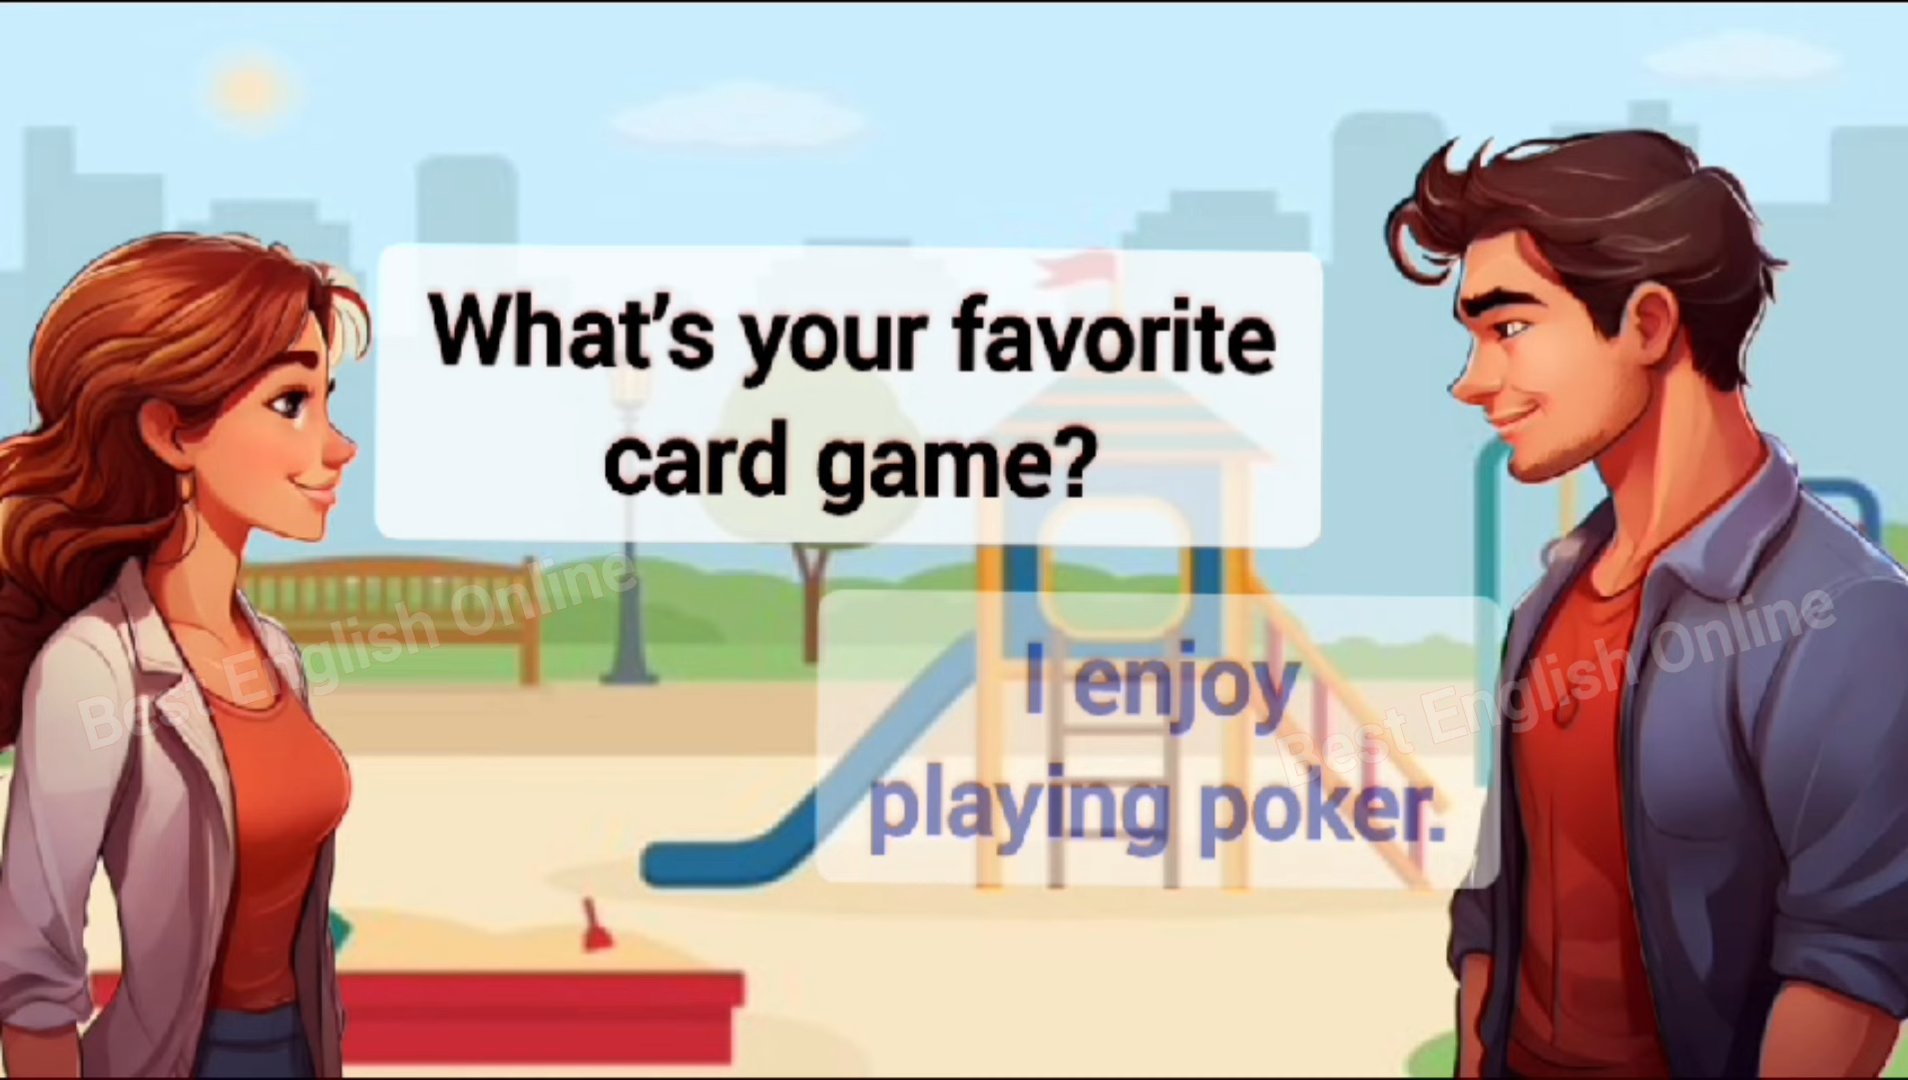 What's your favorite
card game?
I enjoy
playing poker.
Best English Online
Best English Online